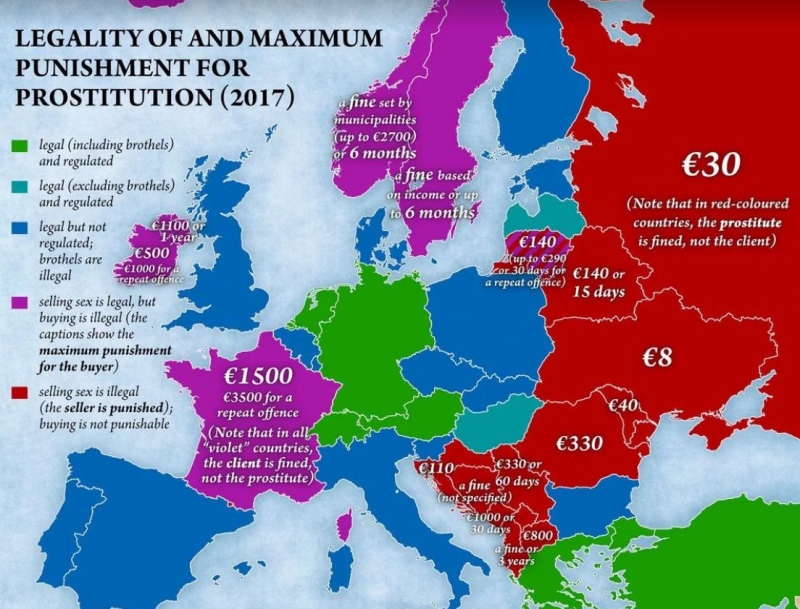 LEGALITY OF AND MAXIMUM
PUNISHMENT FOR
PROSTITUTION (2017)
legal (including brothels)
and regulated
legal (excluding brothels)
and regulated
legal but not
regulated;
brothels are
illegal
selling sex is legal, but
buying is illegal (the
captions show the
maximum punishment
for the buyer)
selling sex is illegal
(the seller is punished);
buying is not punishable
a fine set by
municipalities
(up to €2700)
or 6 months
a fine based
on income or up
to 6 months
€1100 or
1 year
€500
€1000 for a
repeat offence
€1500
€3500 for a
repeat offence
(Note that in all
"violet" countries,
the client is fined,
not the prostitute)
€30
(Note that in red-coloured
countries, the prostitute
is fined, not the client)
€140
(up to €290
or 30 days for
a repeat offence)
€140 or
15 days
€8
€40
€330
€110
€330 or
60 days
a fine
(not specified)
€1000 or
30 days
€800
a fine or
3 years